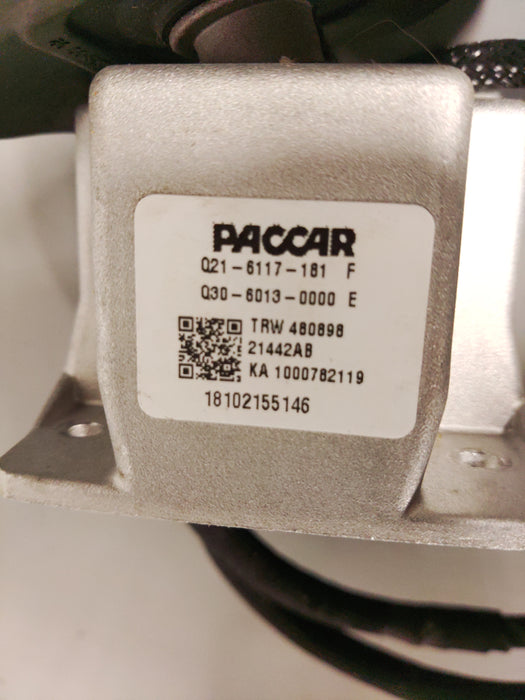 PACCAR
Q21-6117-181 F
Q30-6013-0000 E
TRW 480898
21442AB
KA 1000782119
18102155146